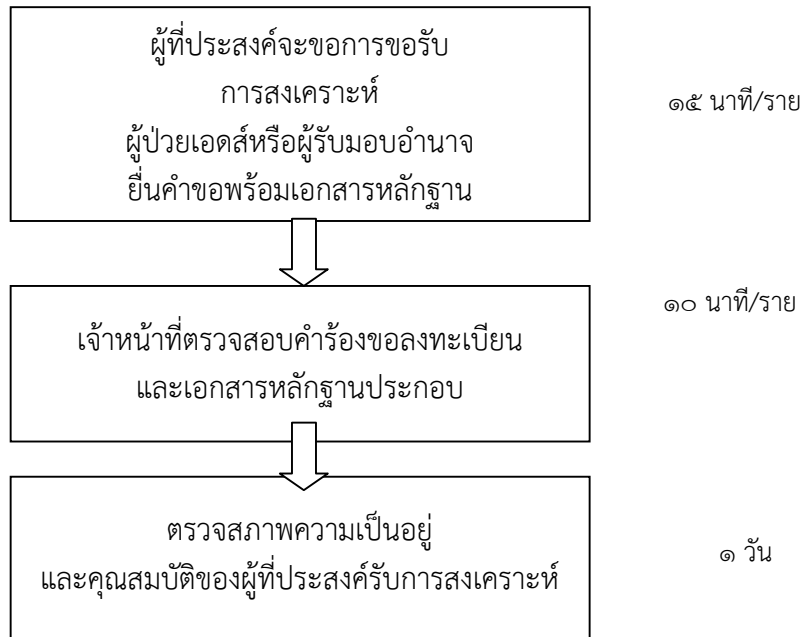 ผู้ที่ประสงค์จะขอการขอรับ
การสงเคราะห์
ผู้ป่วยเอดส์หรือผู้รับมอบอำนาจ
ยื่นคำขอพร้อมเอกสารหลักฐาน
๑๕ นาที/ราย
เจ้าหน้าที่ตรวจสอบคำร้องขอลงทะเบียน
และเอกสารหลักฐานประกอบ
๑๐ นาที/ราย
ตรวจสภาพความเป็นอยู่
และคุณสมบัติของผู้ที่ประสงค์รับการสงเคราะห์
๑ วัน